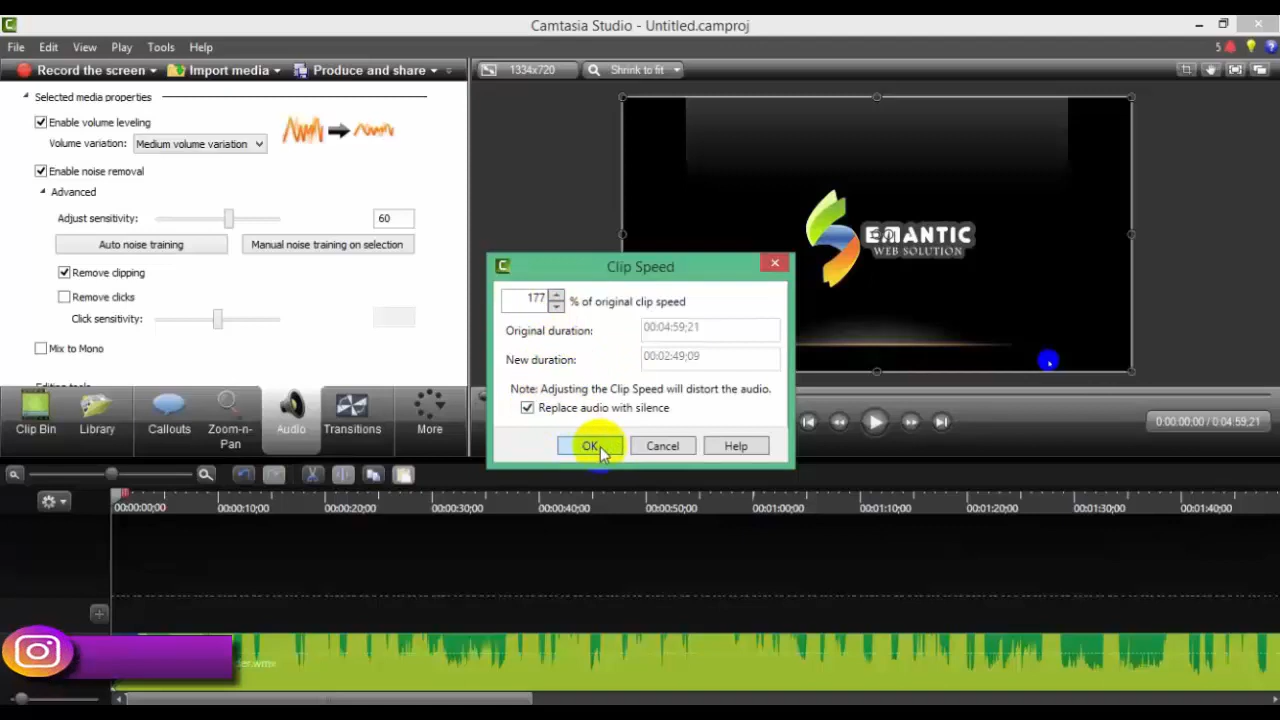 Camtasia Studio - Untitled.camproj
File Edit View Play Tools Help
5
Record the screen Import media Produce and share
1334x720 Shrink to fit
Selected media properties
Enable volume leveling
Volume variation: Medium volume variation
Enable noise removal
Advanced
Adjust sensitivity: 60
Auto noise training Manual noise training on selection
Remove clipping
Remove clicks
Click sensitivity:
Mix to Mono
SEMANTIC
WEB SOLUTION
Clip Speed
177 % of original clip speed
Original duration: 00:04:59;21
New duration: 00:02:49;09
Note: Adjusting the Clip Speed will distort the audio.
Replace audio with silence
OK Cancel Help
Clip Bin Library Callouts Zoom-n-Pan Audio Transitions More
0:00:00;00 / 0:04:59;21
00:00:00;00 00:00:10;00 00:00:20;00 00:00:30;00 00:00:40;00 00:00:50;00 00:01:00;00 00:01:10;00 00:01:20;00 00:01:30;00 00:01:40;00